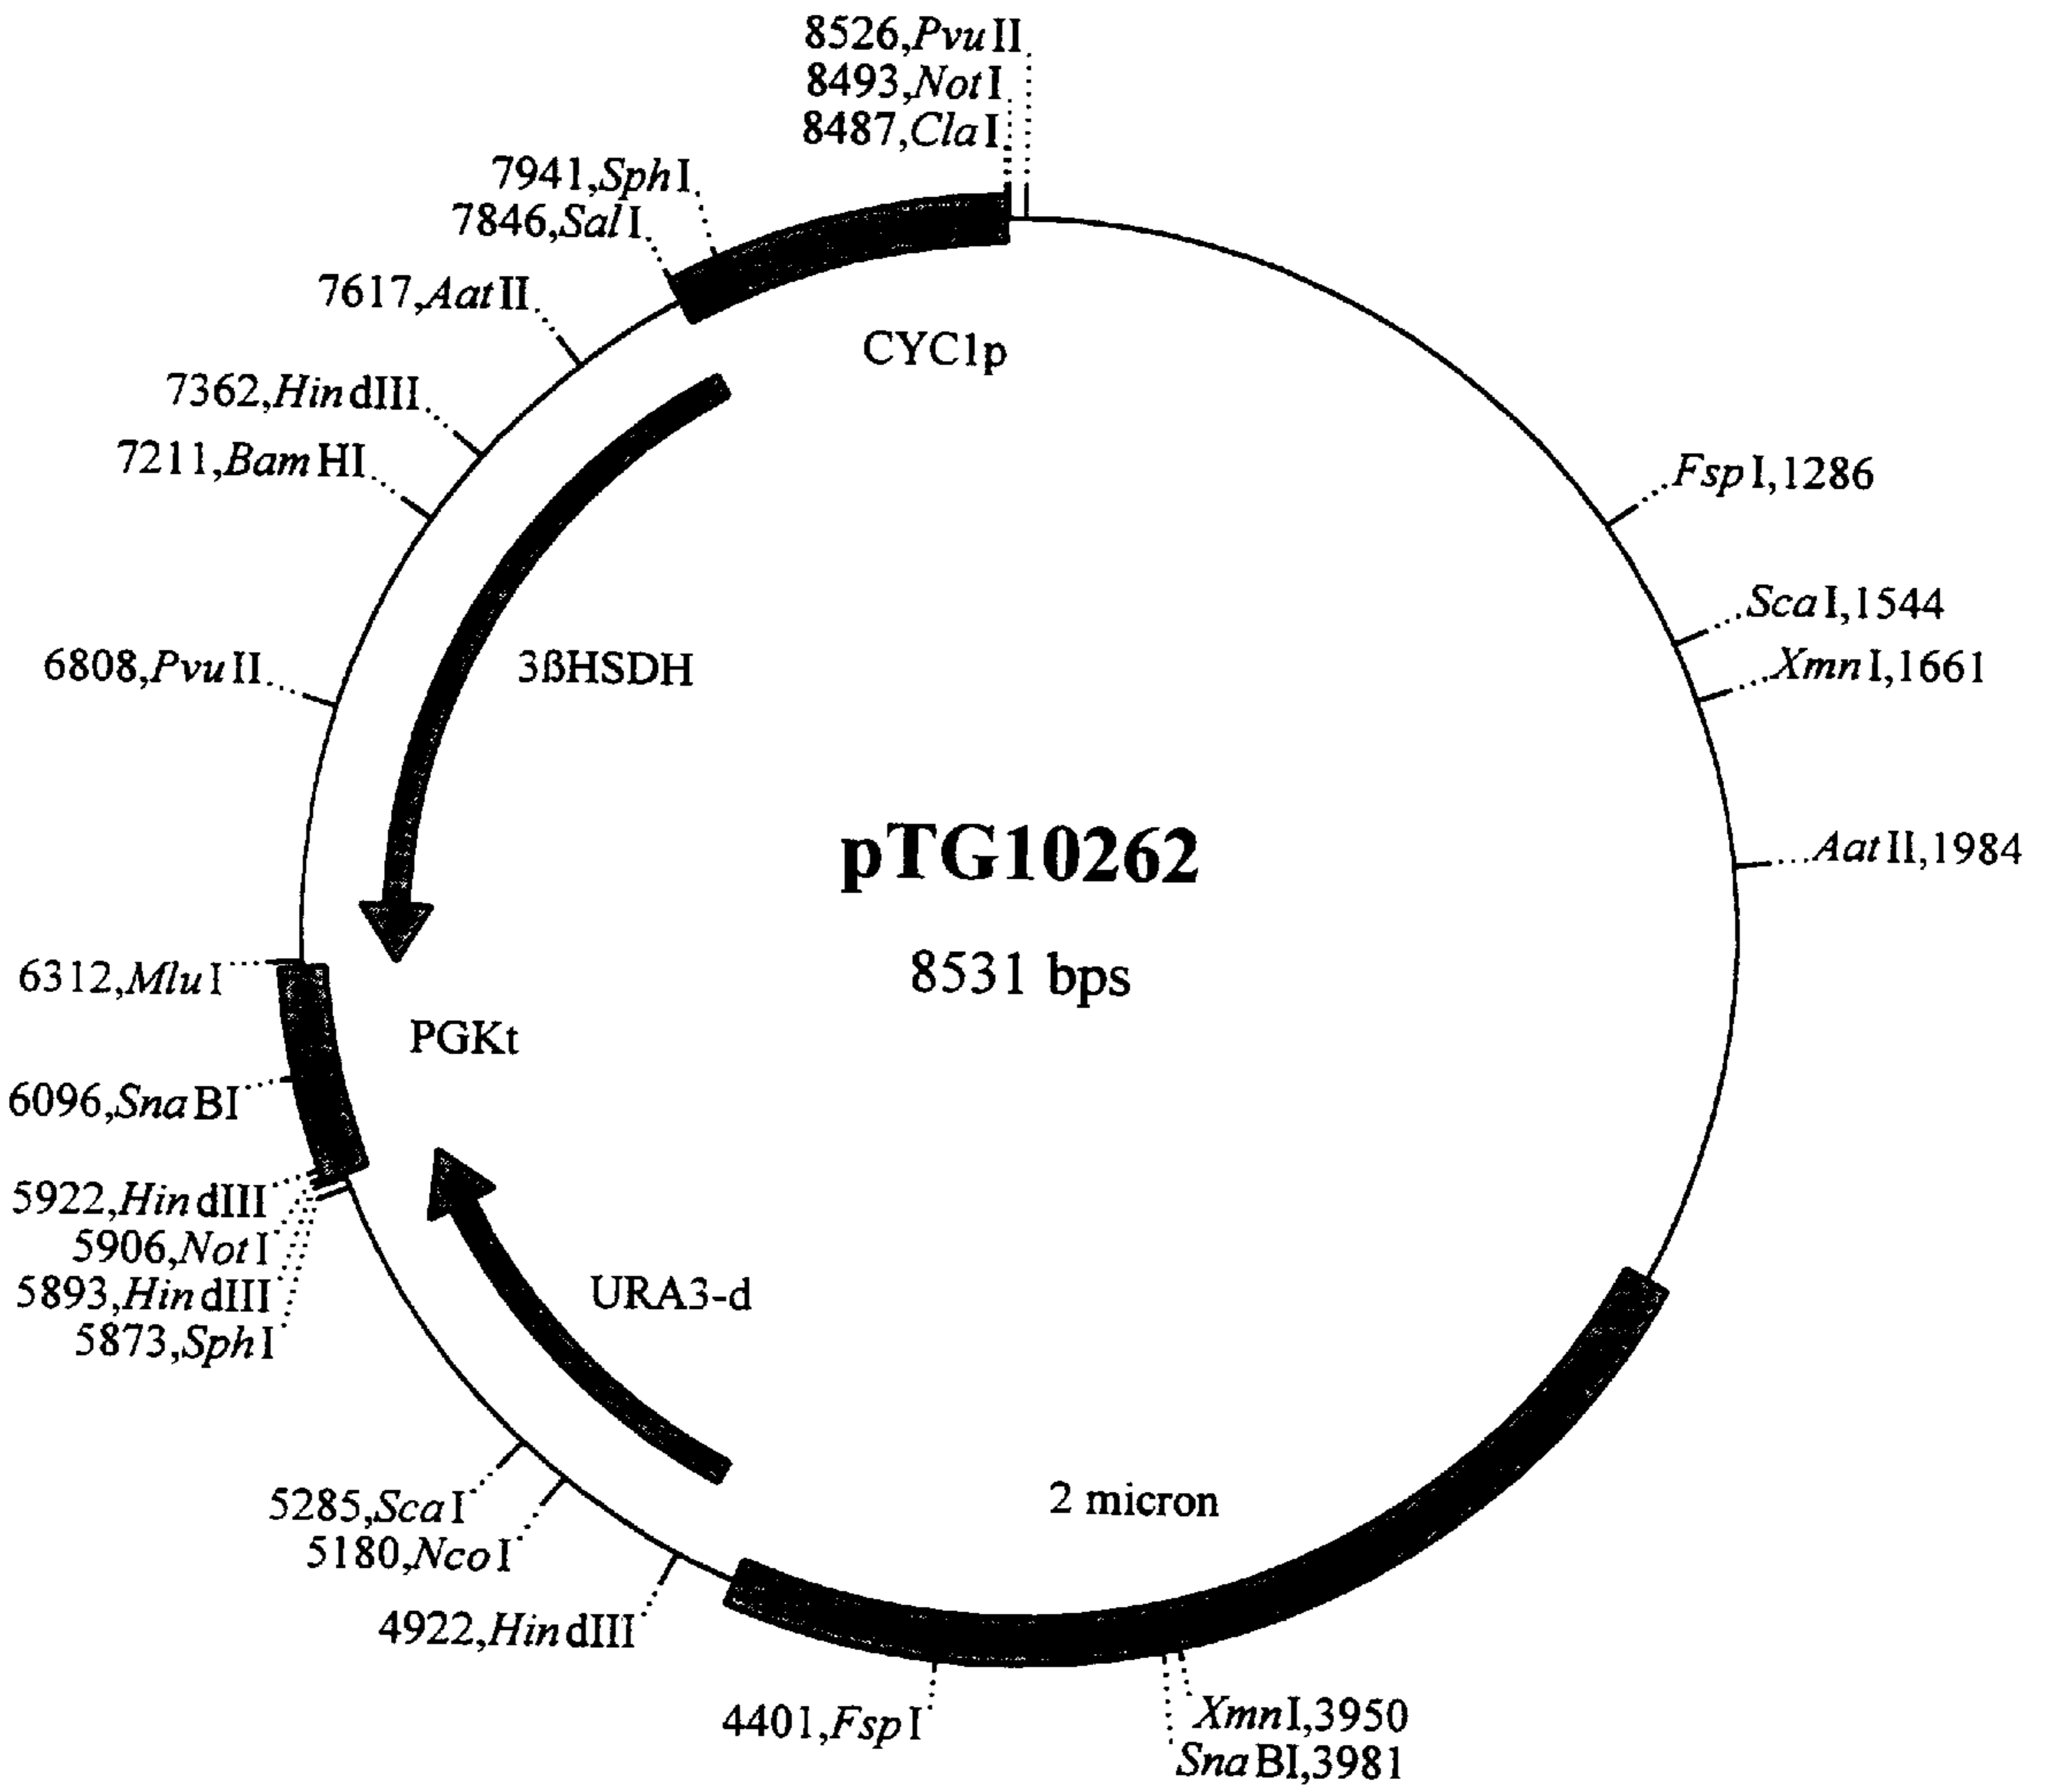 8526,PvuII
8493,NotI
8487,ClaI
7941,SphI
7846,SalI
7617,AatII
CYC1p
7362,HindIII
7211,BamHI
FspI,1286
ScaI,1544
6808,PvuII
3βHSDH
XmnI,1661
pTG10262
AatII,1984
8531 bps
6312,MluI
PGKt
6096,SnaBI
5922,HindIII
5906,NotI
5893,HindIII
URA3-d
5873,SphI
5285,ScaI
2 micron
5180,NcoI
4922,HindIII
4401,FspI
XmnI,3950
SnaBI,3981